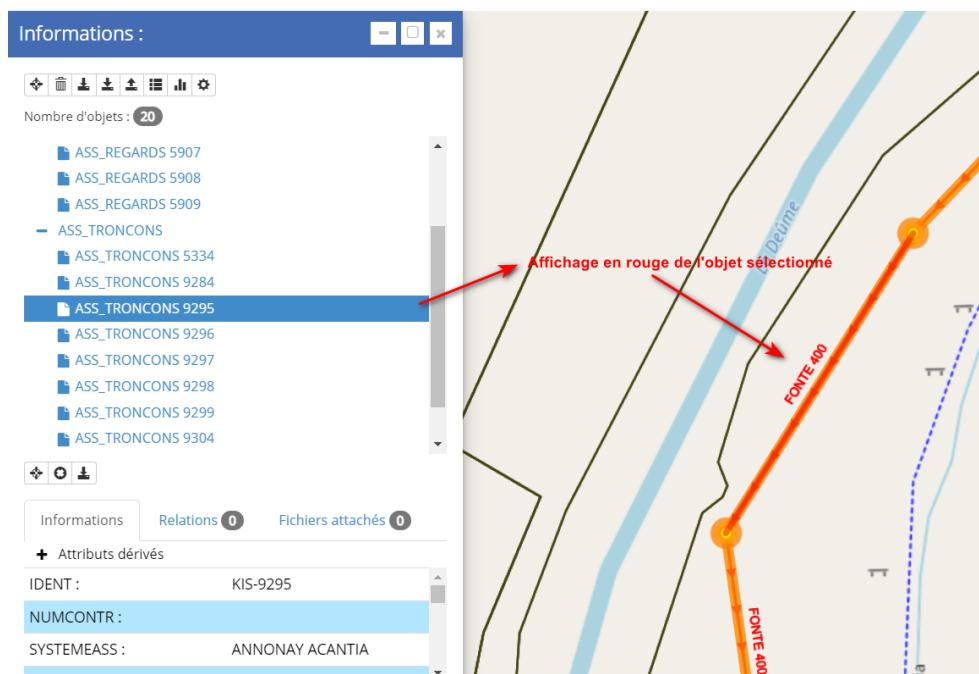 Informations :
Nombre d'objets : 20
ASS_REGARDS 5907
ASS_REGARDS 5908
ASS_REGARDS 5909
ASS_TRONCONS
ASS_TRONCONS 5334
ASS_TRONCONS 9284
ASS_TRONCONS 9295
ASS_TRONCONS 9296
ASS_TRONCONS 9297
ASS_TRONCONS 9298
ASS_TRONCONS 9299
ASS_TRONCONS 9304
Informations Relations 0 Fichiers attachés 0
Attributs dérivés
IDENT : KIS-9295
NUMCONTR :
SYSTEMEASS : ANNONAY ACANTIA
La Deûme
Affichage en rouge de l'objet sélectionné
FONTE 400
FONTE 400